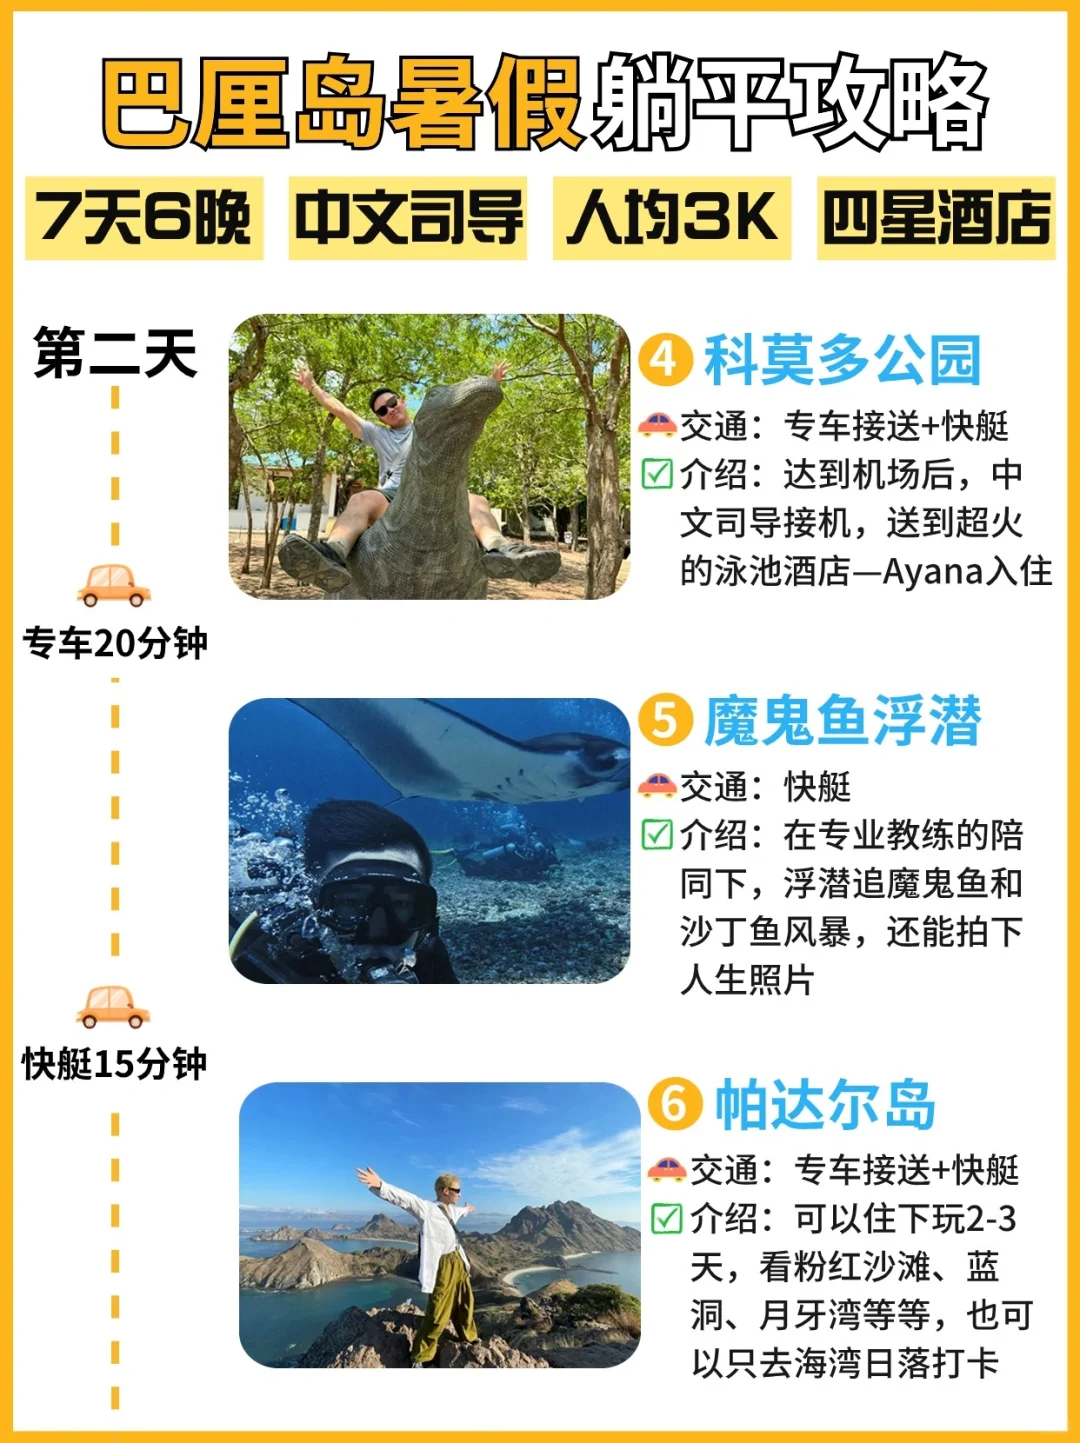 巴厘岛暑假躺平攻略
7天6晚 中文司导 人均3K 四星酒店
第二天
专车20分钟
快艇15分钟
4 科莫多公园
交通：专车接送+快艇
介绍：达到机场后，中
文司导接机，送到超火
的泳池酒店—Ayana入住
5 魔鬼鱼浮潜
交通：快艇
介绍：在专业教练的陪
同下，浮潜追魔鬼鱼和
沙丁鱼风暴，还能拍下
人生照片
6 帕达尔岛
交通：专车接送+快艇
介绍：可以住下玩2-3
天，看粉红沙滩、蓝
洞、月牙湾等等，也可
以只去海湾日落打卡